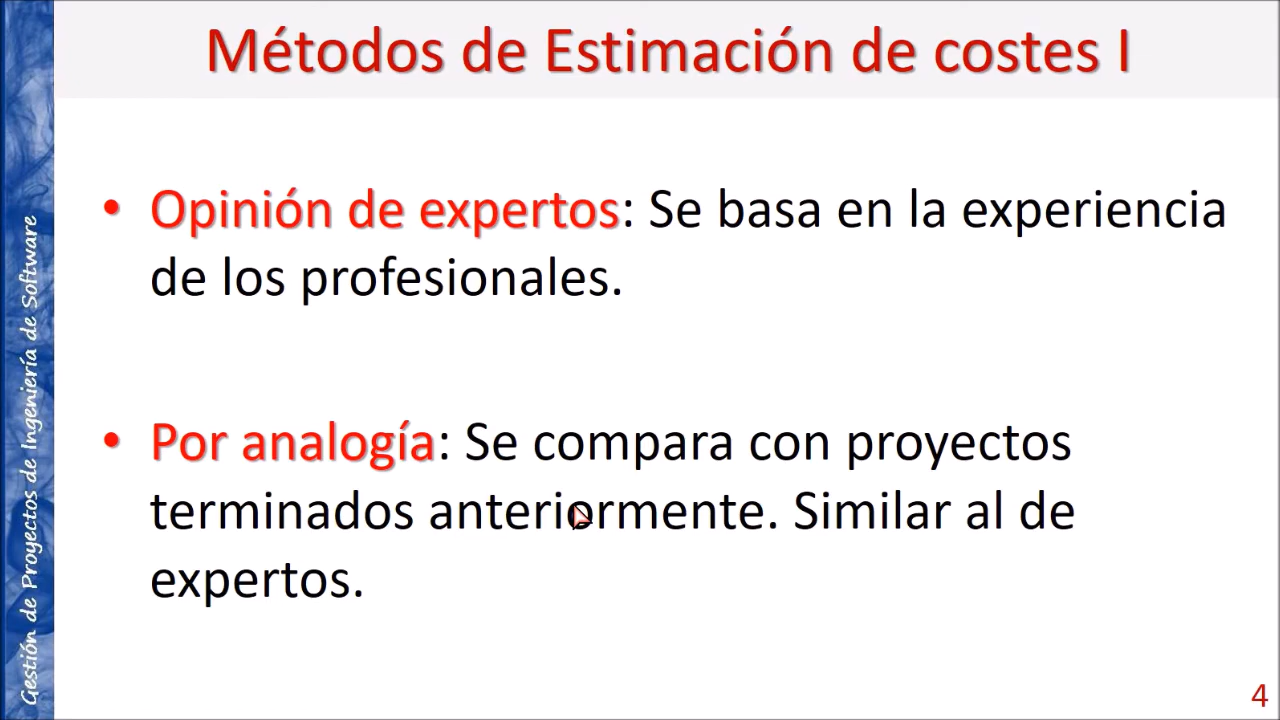 Métodos de Estimación de costes I
• Opinión de expertos: Se basa en la experiencia
de los profesionales.
• Por analogía: Se compara con proyectos
terminados anteriormente. Similar al de
expertos.
Gestión de Proyectos de Ingeniería de Software
4